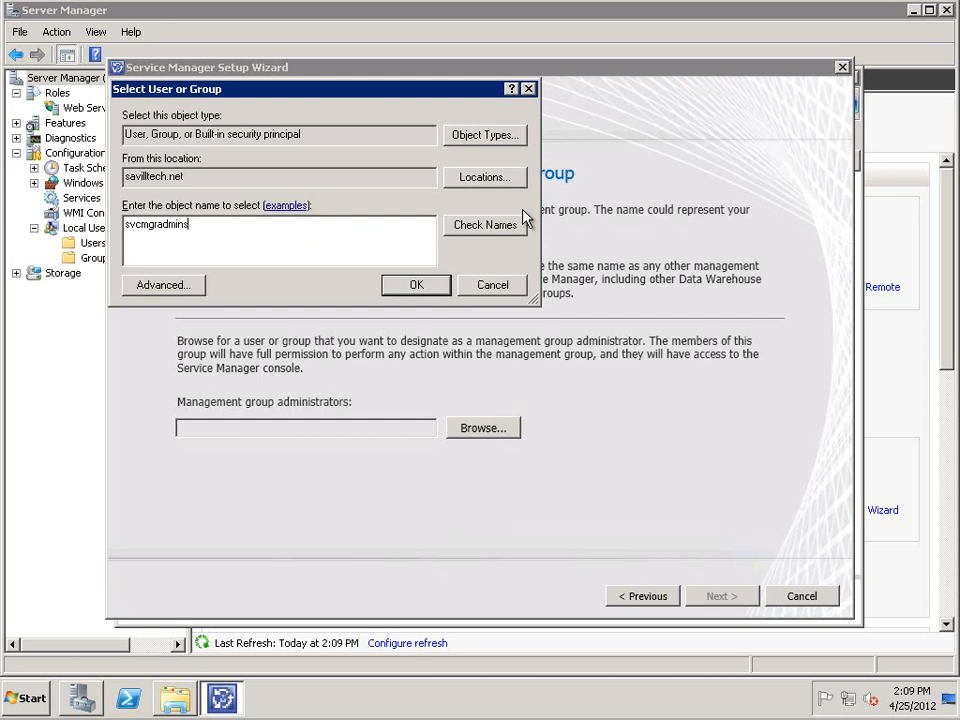 Server Manager
File Action View Help
Service Manager Setup Wizard
Server Manager (
Select User or Group
Roles
Select this object type:
Web Serv
User, Group, or Built-in security principal
Object Types...
Features
Diagnostics
From this location:
Configuration
Task Sche
savilltech.net
Locations...
roup
Windows
Services
Enter the object name to select (examples):
ent group. The name could represent your
WMI Con
svcmgradmins
Check Names
Local Use
Users
Group
e the same name as any other management
Storage
ce Manager, including other Data Warehouse
Advanced...
OK
Cancel
roups.
Remote
Browse for a user or group that you want to designate as a management group administrator. The members of this
group will have full permission to perform any action within the management group, and they will have access to the
Service Manager console.
Management group administrators:
Browse...
Wizard
< Previous
Next >
Cancel
Last Refresh: Today at 2:09 PM Configure refresh
Start
2:09 PM
4/25/2012